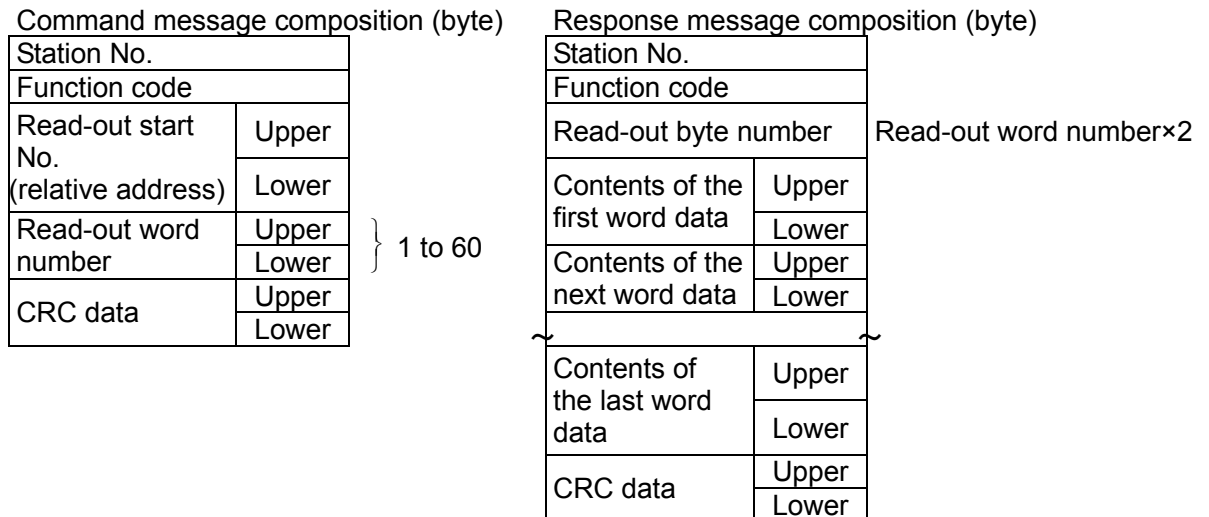 Command message composition (byte)
Station No.
Function code
Read-out start
No.
(relative address)
Upper
Lower
Read-out word
number
Upper
Lower
} 1 to 60
CRC data
Upper
Lower
Response message composition (byte)
Station No.
Function code
Read-out byte number
Read-out word number×2
Contents of the
first word data
Upper
Lower
Contents of the
next word data
Upper
Lower
Contents of
the last word
data
Upper
Lower
CRC data
Upper
Lower